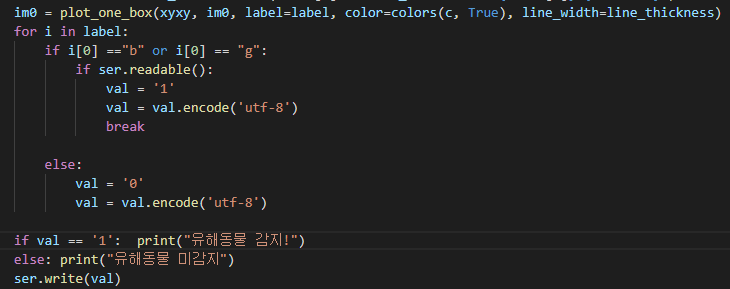 im0 = plot_one_box(xyxy, im0, label=label, color=colors(c, True), line_width=line_thickness)
for i in label:
    if i[0] =="b" or i[0] == "g":
        if ser.readable():
            val = '1'
            val = val.encode('utf-8')
            break
    else:
        val = '0'
        val = val.encode('utf-8')
if val == '1':  print("유해동물 감지!")
else: print("유해동물 미감지")
ser.write(val)